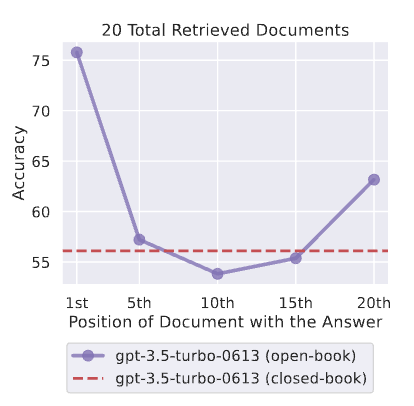 20 Total Retrieved Documents
75
70
65
60
55
Accuracy
1st 5th 10th 15th 20th
Position of Document with the Answer
gpt-3.5-turbo-0613 (open-book)
gpt-3.5-turbo-0613 (closed-book)